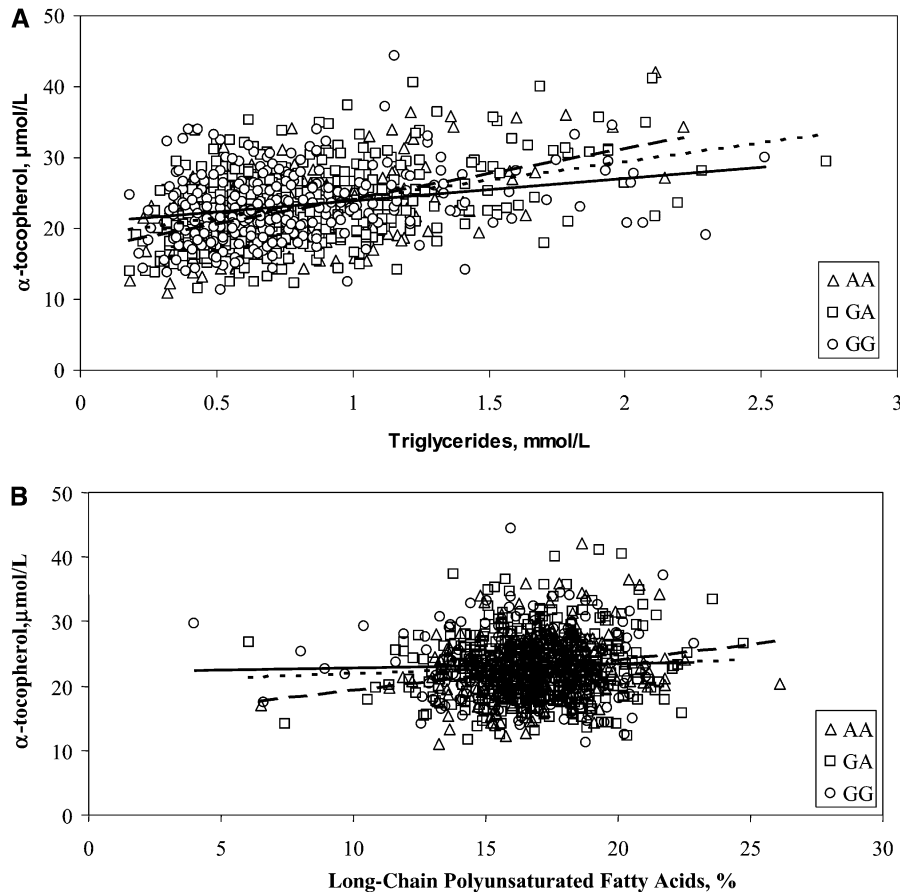 A
50
40
30
20
10
0
α-tocopherol, µmol/L
0 0.5 1 1.5 2 2.5 3
Triglycerides, mmol/L
AA
GA
GG
B
50
40
30
20
10
0
α-tocopherol,µmol/L
0 5 10 15 20 25 30
Long-Chain Polyunsaturated Fatty Acids, %
AA
GA
GG